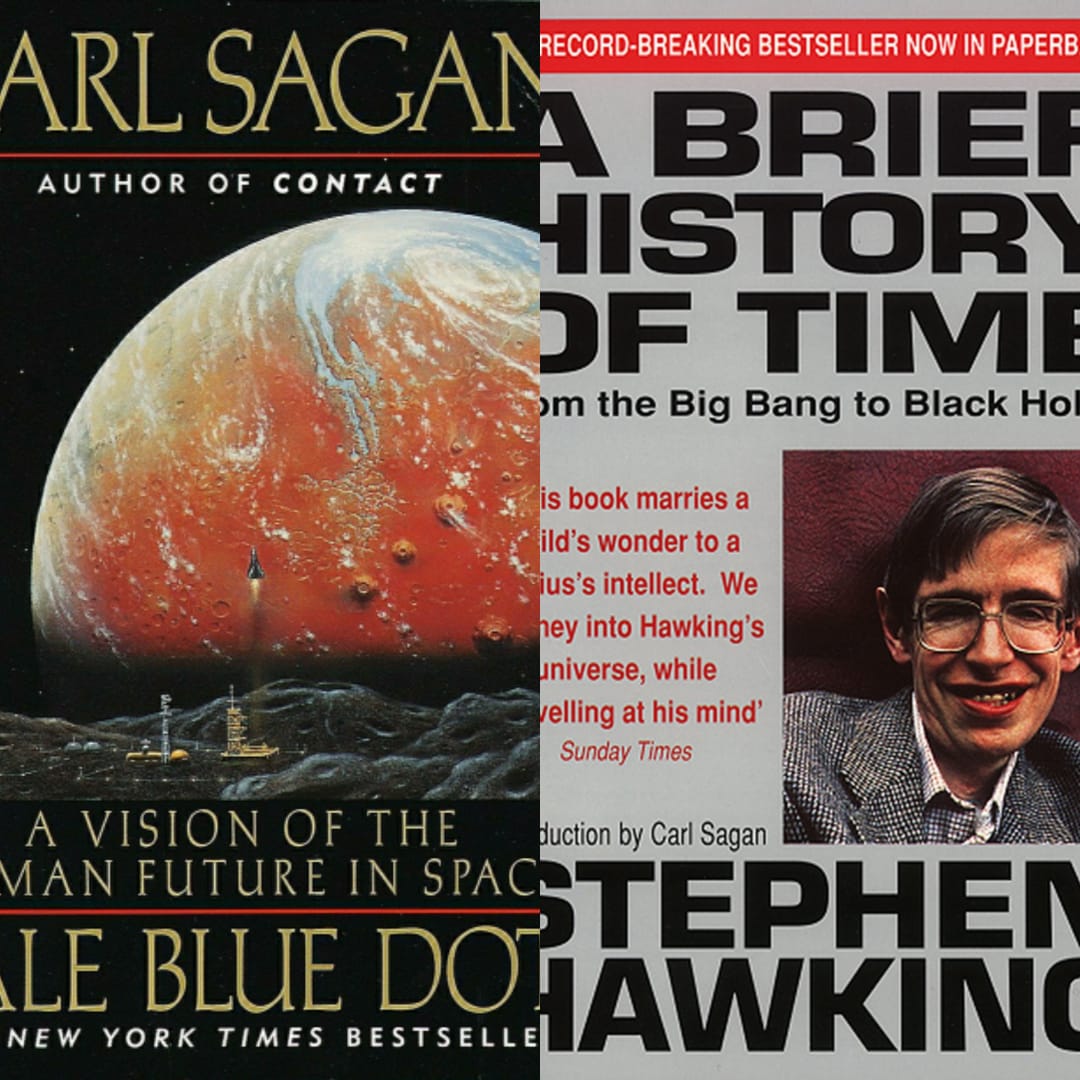 ARL SAGAN
AUTHOR OF CONTACT
A VISION OF THE
MAN FUTURE IN SPAC
ALE BLUE DOT
NEW YORK TIMES BESTSELLE
RECORD-BREAKING BESTSELLER NOW IN PAPERB
A BRIEF
HISTORY
OF TIME
om the Big Bang to Black Hol
is book marries a
ild's wonder to a
ius's intellect. We
ney into Hawking's
universe, while
velling at his mind'
Sunday Times
duction by Carl Sagan
STEPHEN
HAWKING